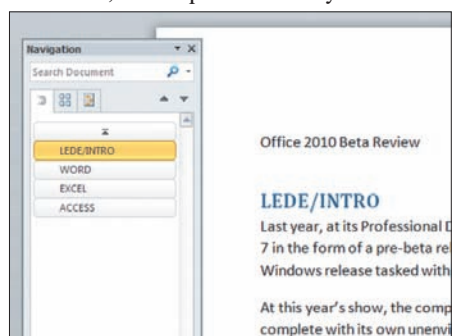 Navigation
Search Document
LEDE/INTRO
WORD
EXCEL
ACCESS
Office 2010 Beta Review
LEDE/INTRO
Last year, at its Professional D
7 in the form of a pre-beta rel
Windows release tasked with
At this year's show, the comp
complete with its own unenvi